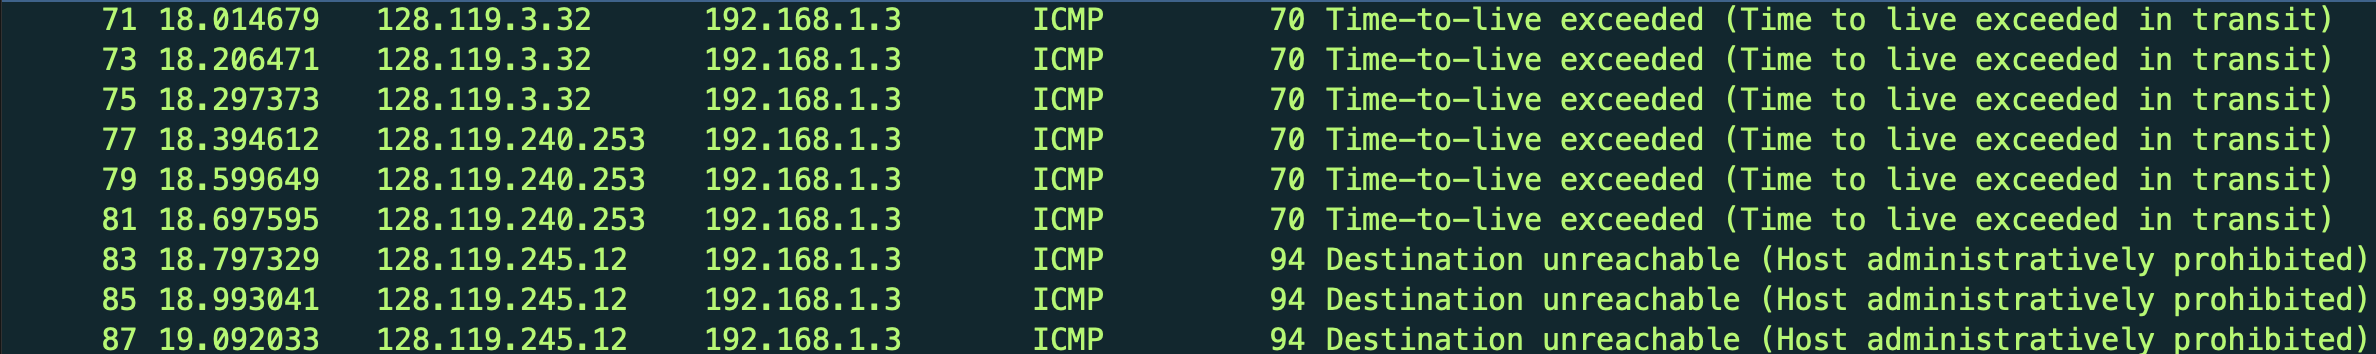 71 18.014679 128.119.3.32 192.168.1.3 ICMP 70 Time-to-live exceeded (Time to live exceeded in transit)
73 18.206471 128.119.3.32 192.168.1.3 ICMP 70 Time-to-live exceeded (Time to live exceeded in transit)
75 18.297373 128.119.3.32 192.168.1.3 ICMP 70 Time-to-live exceeded (Time to live exceeded in transit)
77 18.394612 128.119.240.253 192.168.1.3 ICMP 70 Time-to-live exceeded (Time to live exceeded in transit)
79 18.599649 128.119.240.253 192.168.1.3 ICMP 70 Time-to-live exceeded (Time to live exceeded in transit)
81 18.697595 128.119.240.253 192.168.1.3 ICMP 70 Time-to-live exceeded (Time to live exceeded in transit)
83 18.797329 128.119.245.12 192.168.1.3 ICMP 94 Destination unreachable (Host administratively prohibited)
85 18.993041 128.119.245.12 192.168.1.3 ICMP 94 Destination unreachable (Host administratively prohibited)
87 19.092033 128.119.245.12 192.168.1.3 ICMP 94 Destination unreachable (Host administratively prohibited)